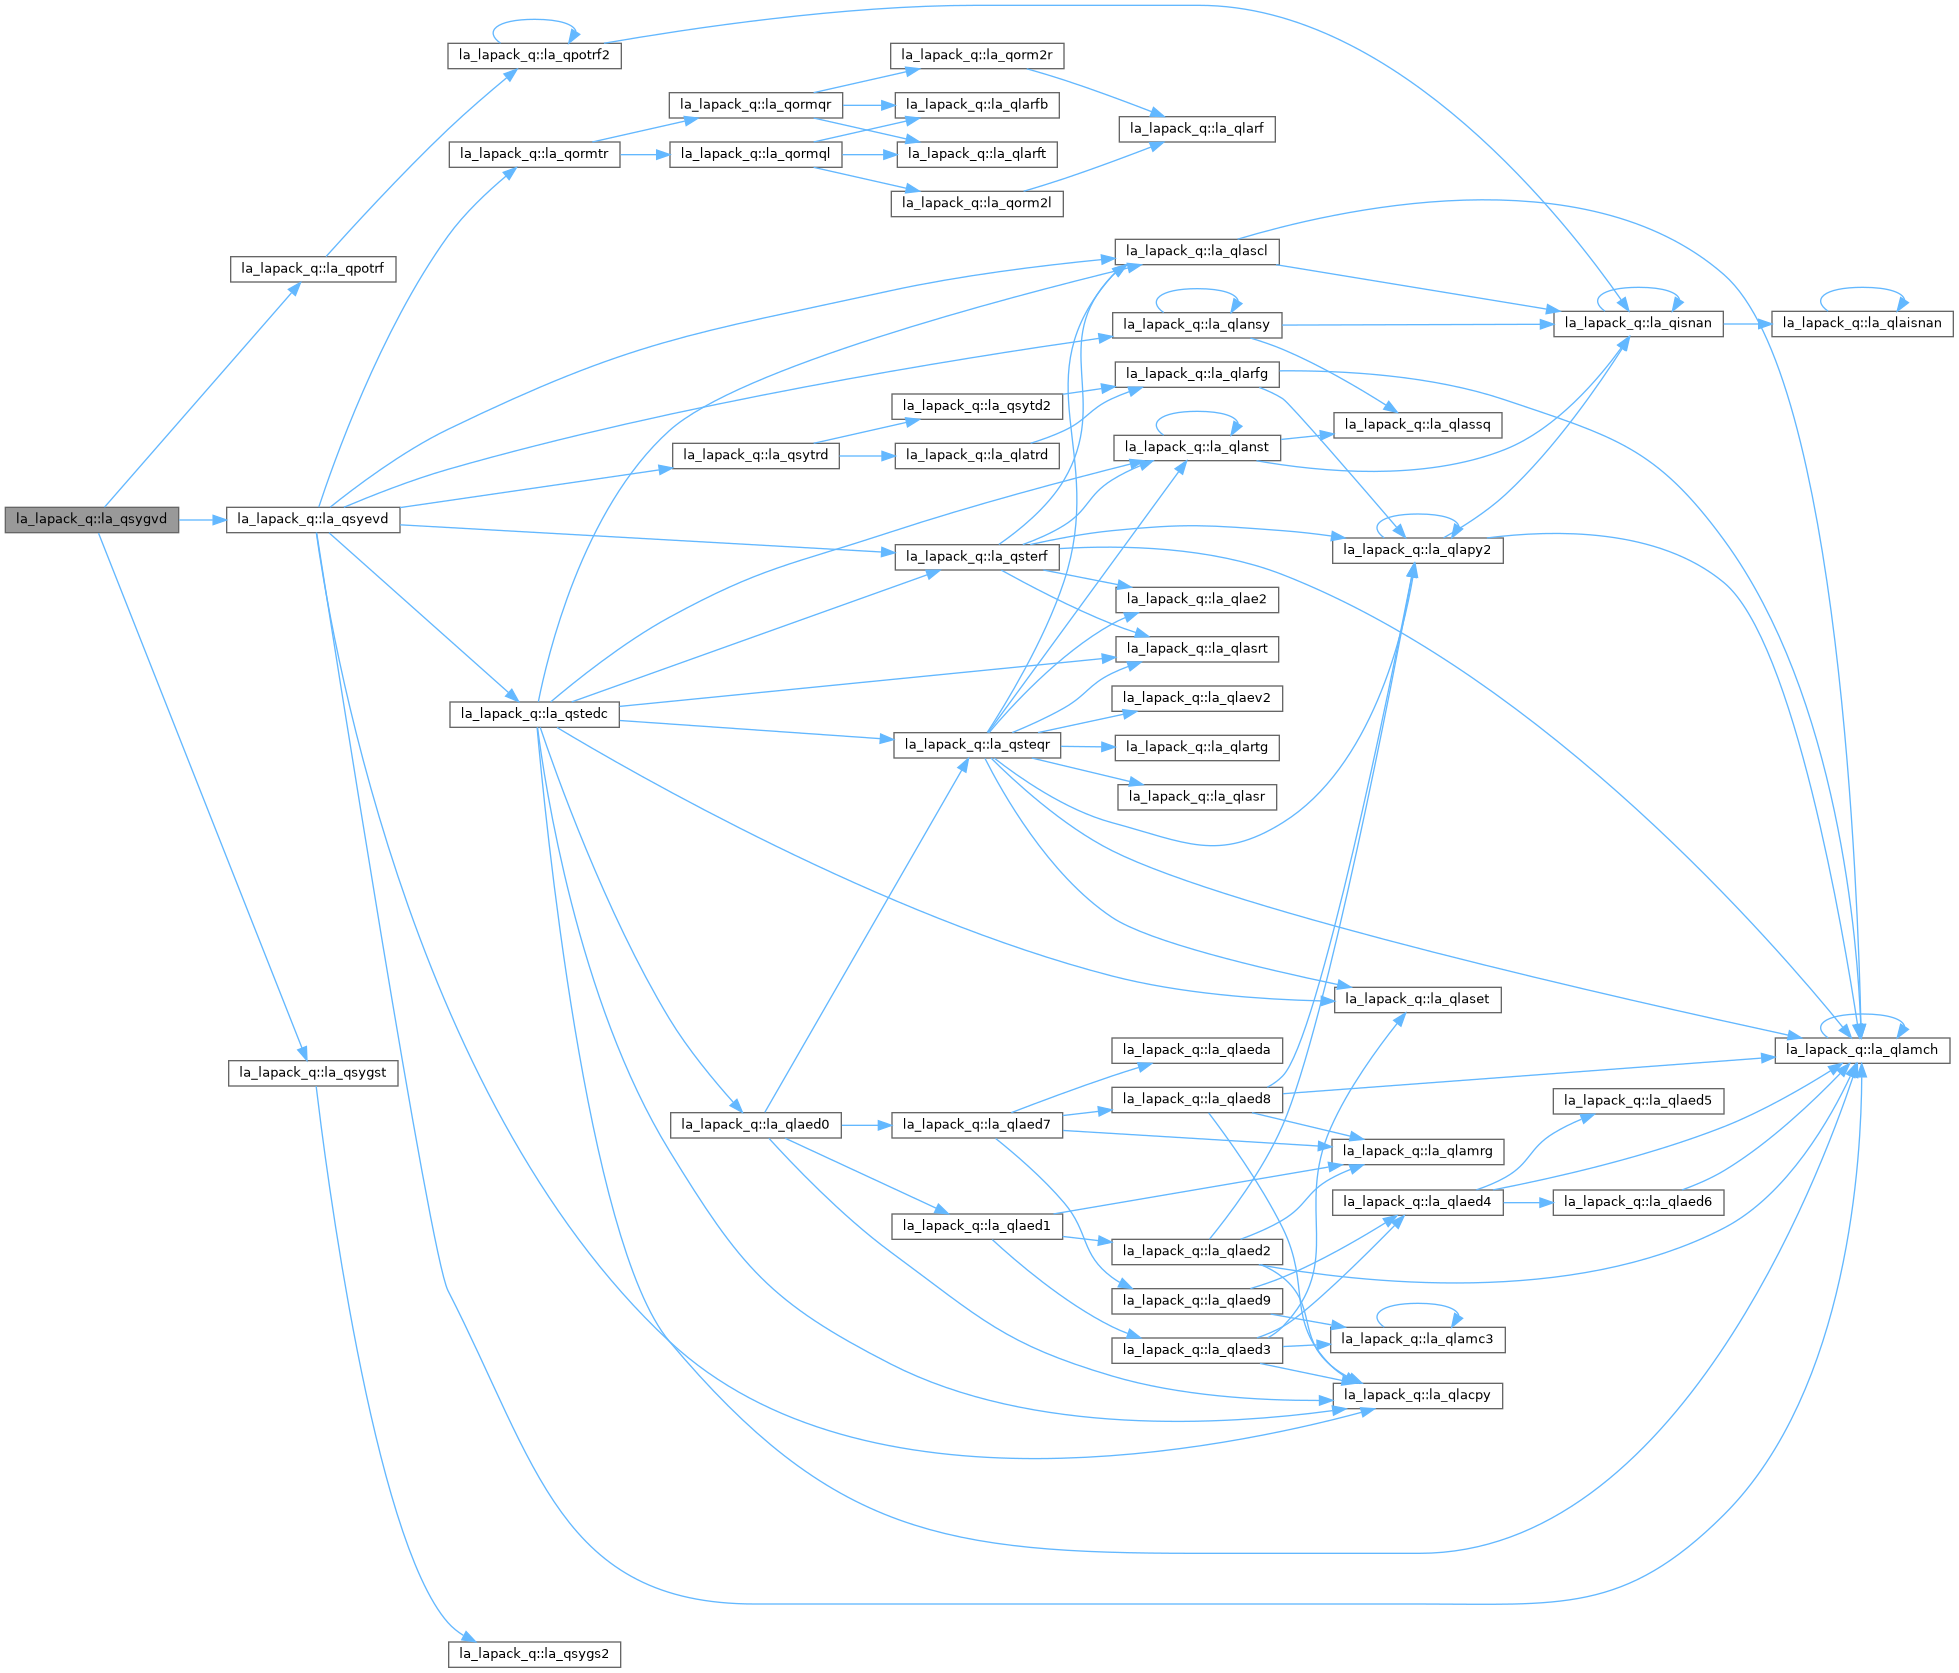 la_lapack_q::la_qsygvd
la_lapack_q::la_qpotrf
la_lapack_q::la_qsyevd
la_lapack_q::la_qsygst
la_lapack_q::la_qpotrf2
la_lapack_q::la_qormtr
la_lapack_q::la_qstedc
la_lapack_q::la_qsygs2
la_lapack_q::la_qormqr
la_lapack_q::la_qormql
la_lapack_q::la_qsytrd
la_lapack_q::la_qlaed0
la_lapack_q::la_qorm2r
la_lapack_q::la_qlarfb
la_lapack_q::la_qlarft
la_lapack_q::la_qorm2l
la_lapack_q::la_qsytd2
la_lapack_q::la_qlatrd
la_lapack_q::la_qsterf
la_lapack_q::la_qsteqr
la_lapack_q::la_qlaed7
la_lapack_q::la_qlaed1
la_lapack_q::la_qlarf
la_lapack_q::la_qlascl
la_lapack_q::la_qlansy
la_lapack_q::la_qlarfg
la_lapack_q::la_qlanst
la_lapack_q::la_qlae2
la_lapack_q::la_qlasrt
la_lapack_q::la_qlaev2
la_lapack_q::la_qlartg
la_lapack_q::la_qlasr
la_lapack_q::la_qlaeda
la_lapack_q::la_qlaed8
la_lapack_q::la_qlaed2
la_lapack_q::la_qlaed9
la_lapack_q::la_qlaed3
la_lapack_q::la_qlassq
la_lapack_q::la_qlapy2
la_lapack_q::la_qlaset
la_lapack_q::la_qlamrg
la_lapack_q::la_qlaed4
la_lapack_q::la_qlamc3
la_lapack_q::la_qlacpy
la_lapack_q::la_qisnan
la_lapack_q::la_qlaed5
la_lapack_q::la_qlaed6
la_lapack_q::la_qlaisnan
la_lapack_q::la_qlamch